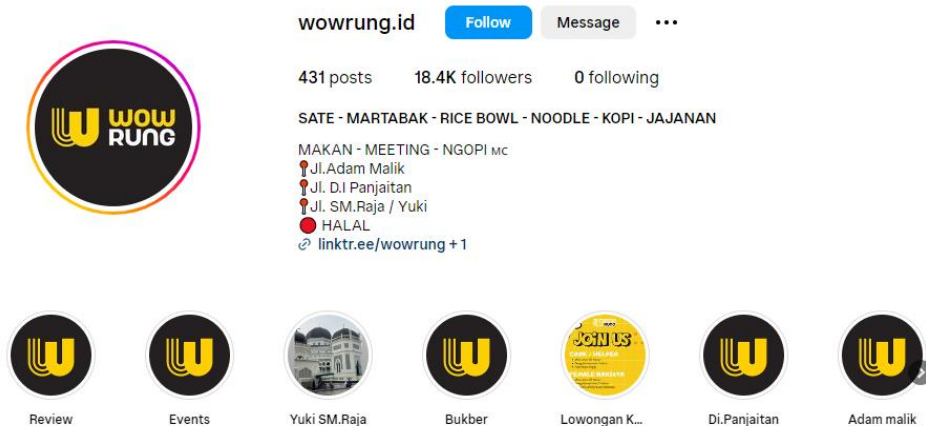 wowrung.id Follow Message
431 posts 18.4K followers 0 following
WOW
RUNG
SATE - MARTABAK - RICE BOWL - NOODLE - KOPI - JAJANAN
MAKAN - MEETING - NGOPI MC
Jl.Adam Malik
Jl. D.I Panjaitan
Jl. SM.Raja / Yuki
HALAL
linktr.ee/wowrung + 1
JOIN US
Review Events Yuki SM.Raja Bukber Lowongan K... Di.Panjaitan Adam malik